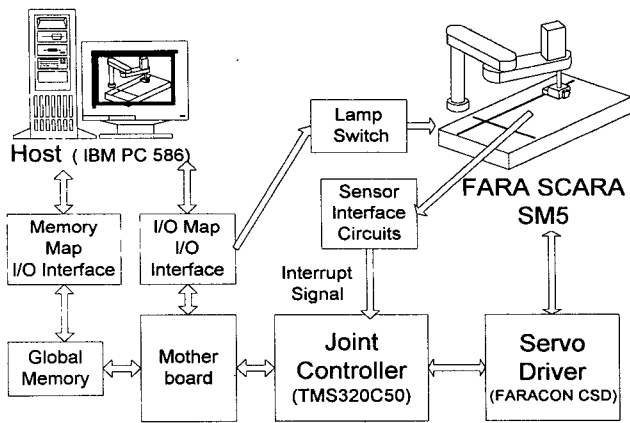 Host ( IBM PC 586)
Lamp
Switch
FARA SCARA
SM5
Sensor
Interface
Circuits
Memory
Map
I/O Interface
I/O Map
I/O
Interface
Interrupt
Signal
Global
Memory
Mother
board
Joint
Controller
(TMS320C50)
Servo
Driver
(FARACON CSD)